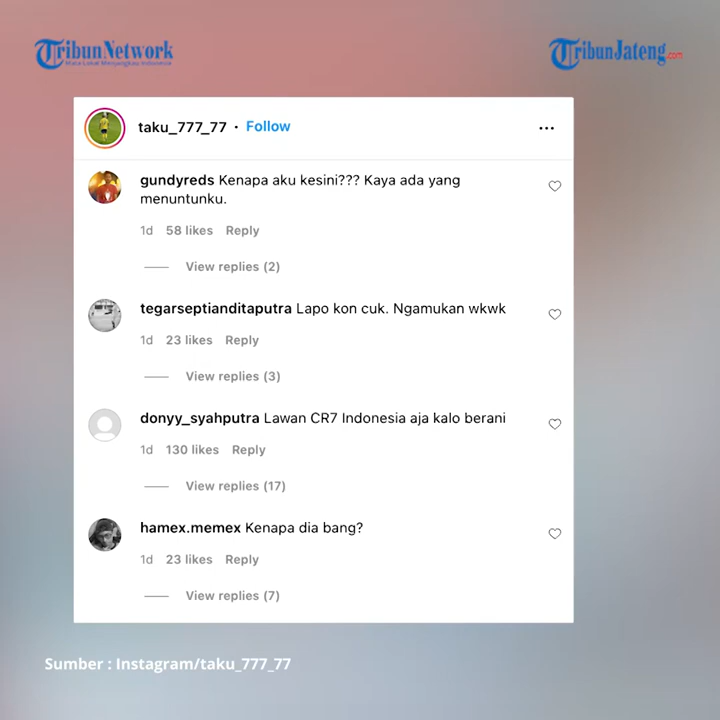 TribunNetwork
Mata Lokal Menjangkau Indonesia
TribunJateng.com
taku_777_77 • Follow
gundyreds Kenapa aku kesini??? Kaya ada yang
menuntunku.
1d 58 likes Reply
View replies (2)
tegarseptianditaputra Lapo kon cuk. Ngamukan wkwk
1d 23 likes Reply
View replies (3)
donyy_syahputra Lawan CR7 Indonesia aja kalo berani
1d 130 likes Reply
View replies (17)
hamex.memex Kenapa dia bang?
1d 23 likes Reply
View replies (7)
Sumber : Instagram/taku_777_77